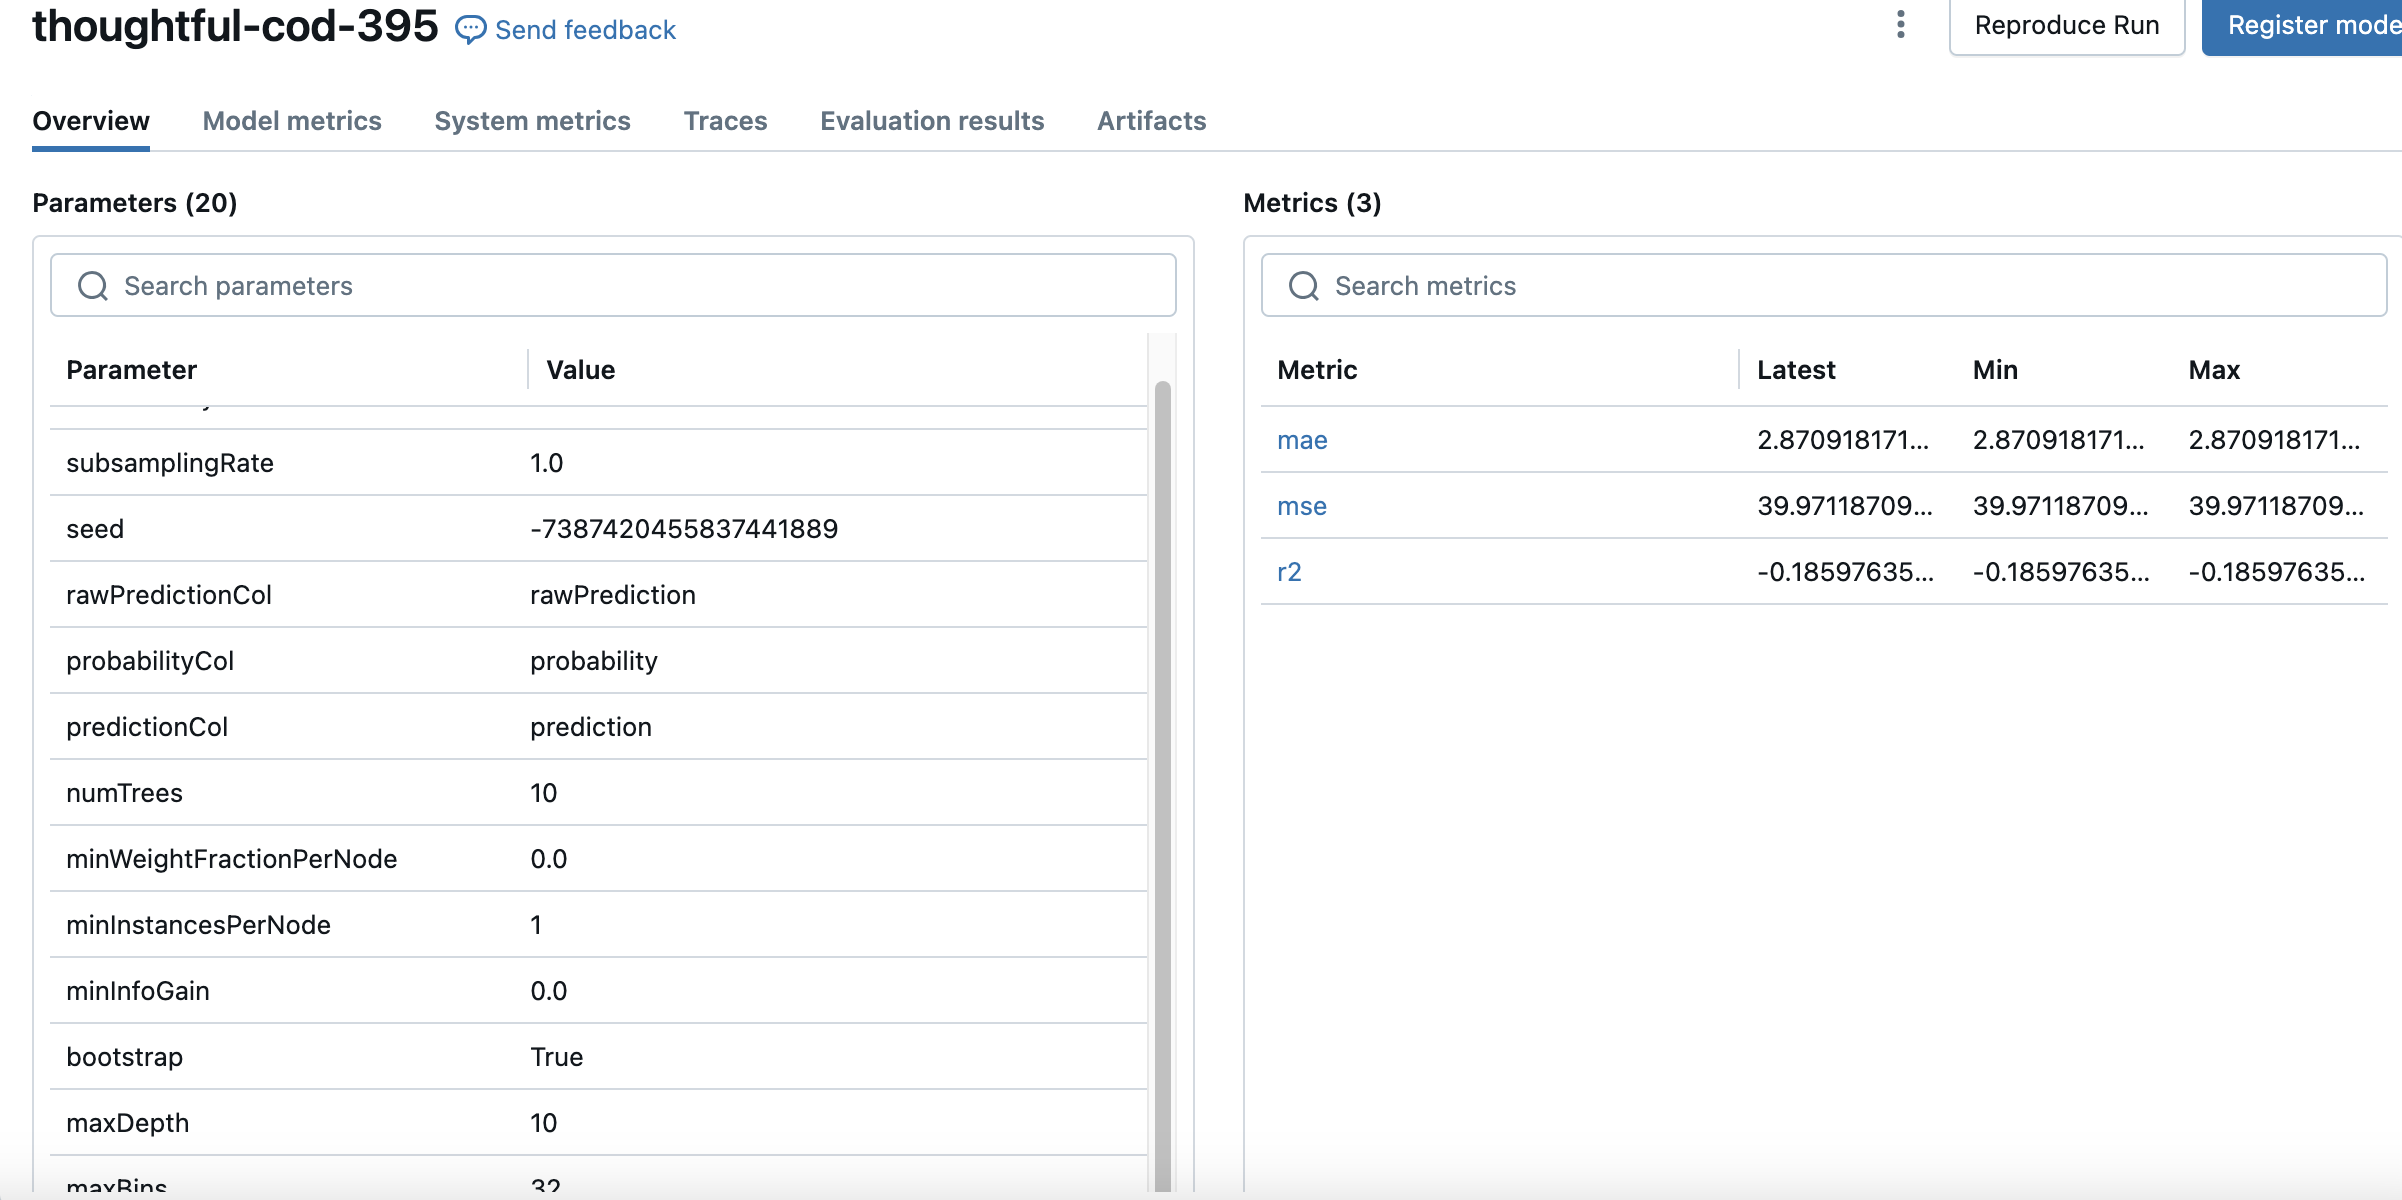 thoughtful-cod-395 Send feedback
Reproduce Run Register mode
Overview Model metrics System metrics Traces Evaluation results Artifacts
Parameters (20)
Search parameters
Parameter Value
subsamplingRate 1.0
seed -7387420455837441889
rawPredictionCol rawPrediction
probabilityCol probability
predictionCol prediction
numTrees 10
minWeightFractionPerNode 0.0
minInstancesPerNode 1
minInfoGain 0.0
bootstrap True
maxDepth 10
maxBins 32
Metrics (3)
Search metrics
Metric Latest Min Max
mae 2.870918171... 2.870918171... 2.870918171...
mse 39.97118709... 39.97118709... 39.97118709...
r2 -0.18597635... -0.18597635... -0.18597635...